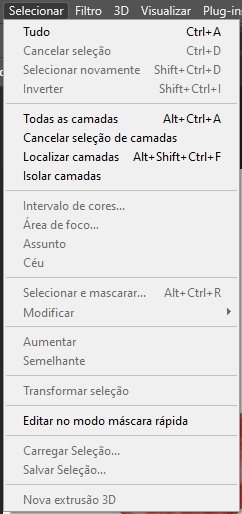 Selecionar Filtro 3D Visualizar Plug-in
Tudo Ctrl+A
Cancelar seleção Ctrl+D
Selecionar novamente Shift+Ctrl+D
Inverter Shift+Ctrl+I
Todas as camadas Alt+Ctrl+A
Cancelar seleção de camadas
Localizar camadas Alt+Shift+Ctrl+F
Isolar camadas
Intervalo de cores...
Área de foco...
Assunto
Céu
Selecionar e mascarar... Alt+Ctrl+R
Modificar
Aumentar
Semelhante
Transformar seleção
Editar no modo máscara rápida
Carregar Seleção...
Salvar Seleção...
Nova extrusão 3D